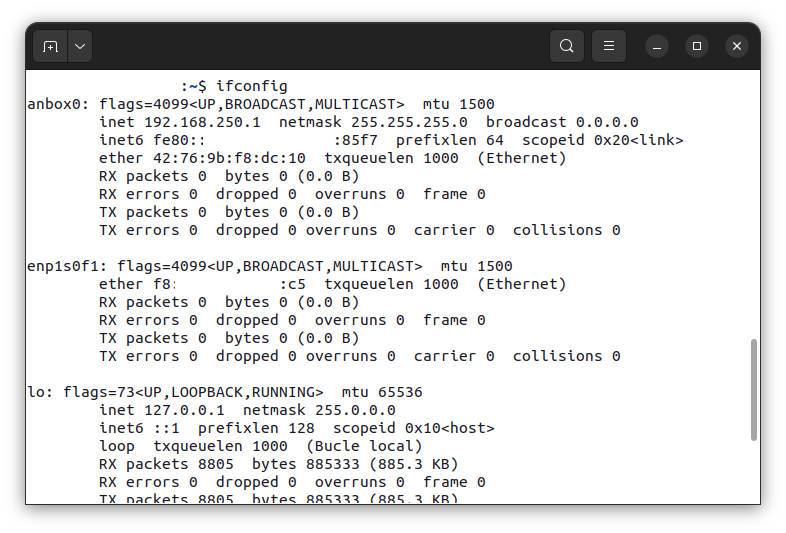 :~$ ifconfig
anbox0: flags=4099<UP,BROADCAST,MULTICAST>  mtu 1500
        inet 192.168.250.1  netmask 255.255.255.0  broadcast 0.0.0.0
        inet6 fe80:: :85f7  prefixlen 64  scopeid 0x20<link>
        ether 42:76:9b:f8:dc:10  txqueuelen 1000  (Ethernet)
        RX packets 0  bytes 0 (0.0 B)
        RX errors 0  dropped 0  overruns 0  frame 0
        TX packets 0  bytes 0 (0.0 B)
        TX errors 0  dropped 0 overruns 0  carrier 0  collisions 0
enp1s0f1: flags=4099<UP,BROADCAST,MULTICAST>  mtu 1500
        ether f8: :c5  txqueuelen 1000  (Ethernet)
        RX packets 0  bytes 0 (0.0 B)
        RX errors 0  dropped 0  overruns 0  frame 0
        TX packets 0  bytes 0 (0.0 B)
        TX errors 0  dropped 0 overruns 0  carrier 0  collisions 0
lo: flags=73<UP,LOOPBACK,RUNNING>  mtu 65536
        inet 127.0.0.1  netmask 255.0.0.0
        inet6 ::1  prefixlen 128  scopeid 0x10<host>
        loop  txqueuelen 1000  (Bucle local)
        RX packets 8805  bytes 885333 (885.3 KB)
        RX errors 0  dropped 0  overruns 0  frame 0
        TX packets 8805  bytes 885333 (885.3 KB)